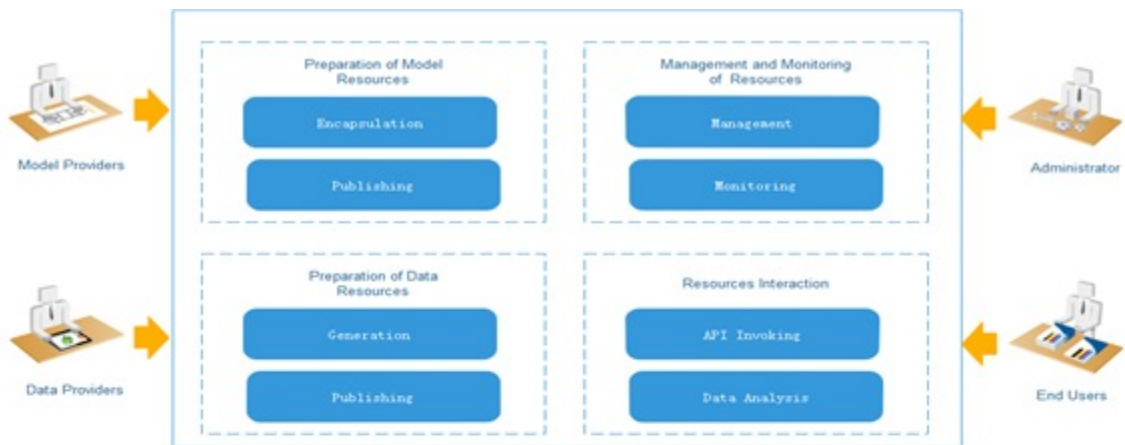 Preparation of Model
Resources
Encapsulation
Publishing
Management and Monitoring
of Resources
Management
Monitoring
Model Providers
Administrator
Preparation of Data
Resources
Generation
Publishing
Resources Interaction
API Invoking
Data Analysis
Data Providers
End Users